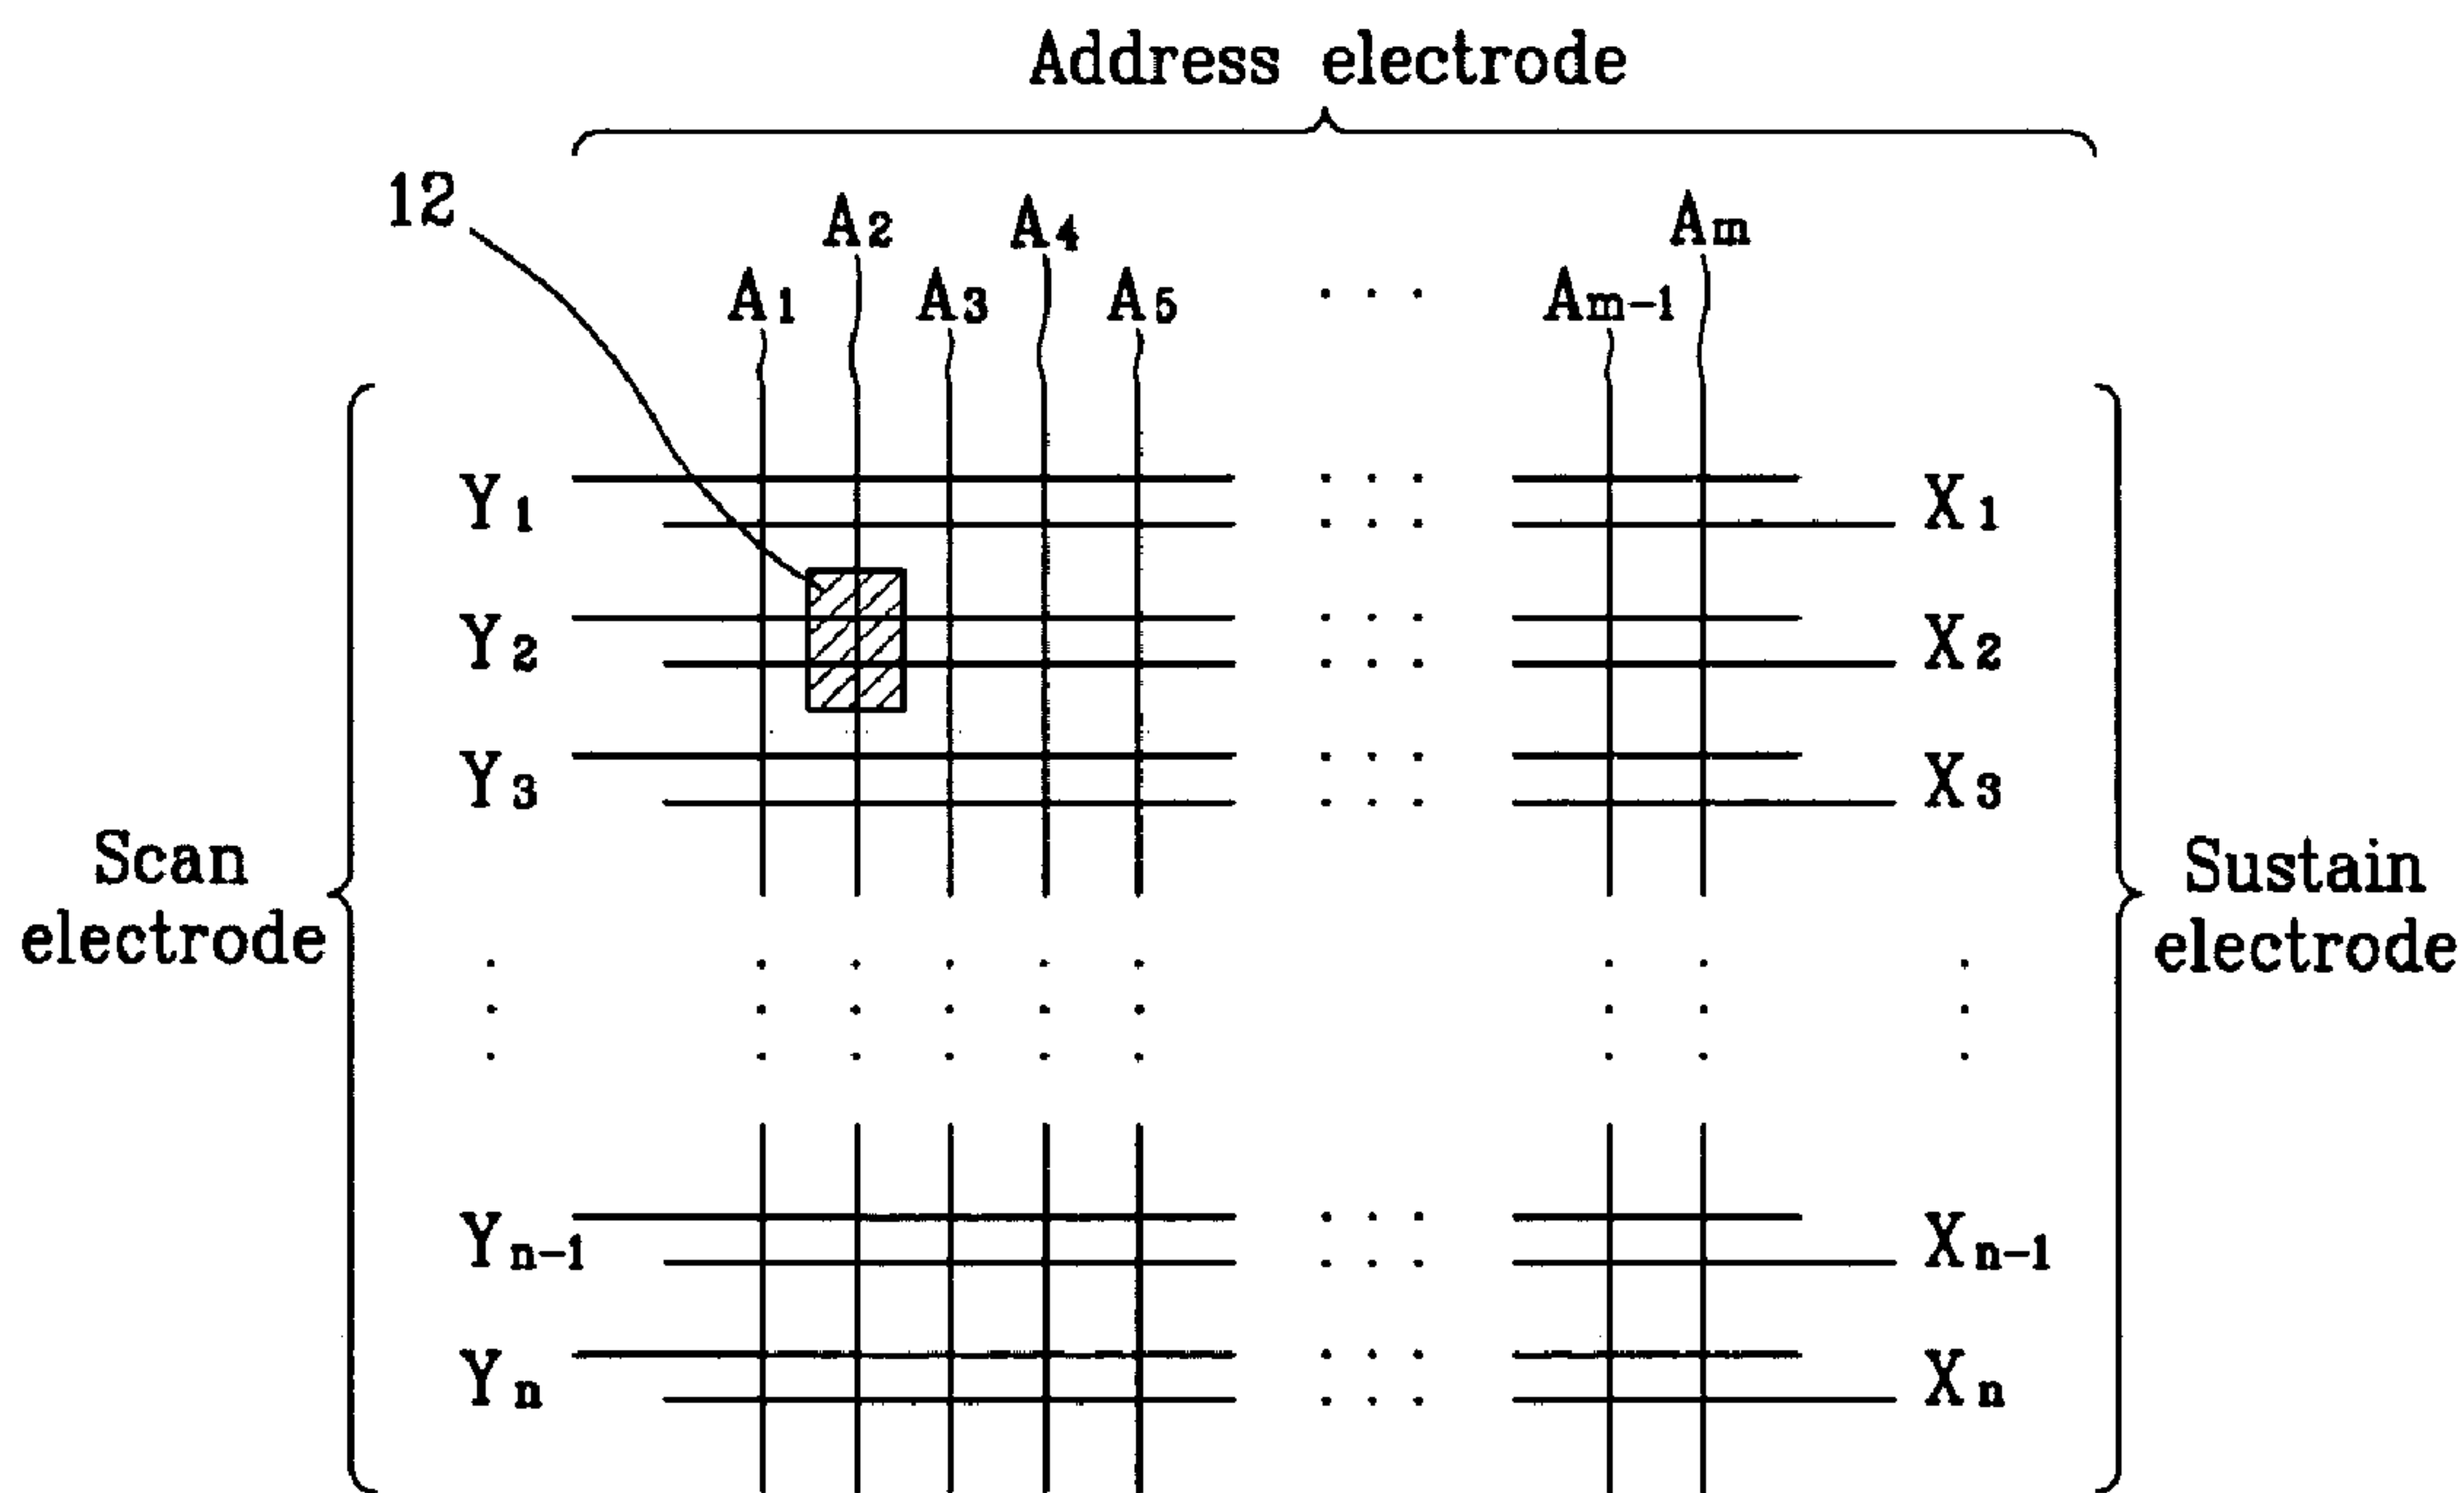 Address electrode
12
A2 A4 Am
A1 A3 A5 ... Am-1
Y1 X1
Y2 X2
Y3 X3
Scan
electrode
Sustain
electrode
Yn-1 Xn-1
Yn Xn